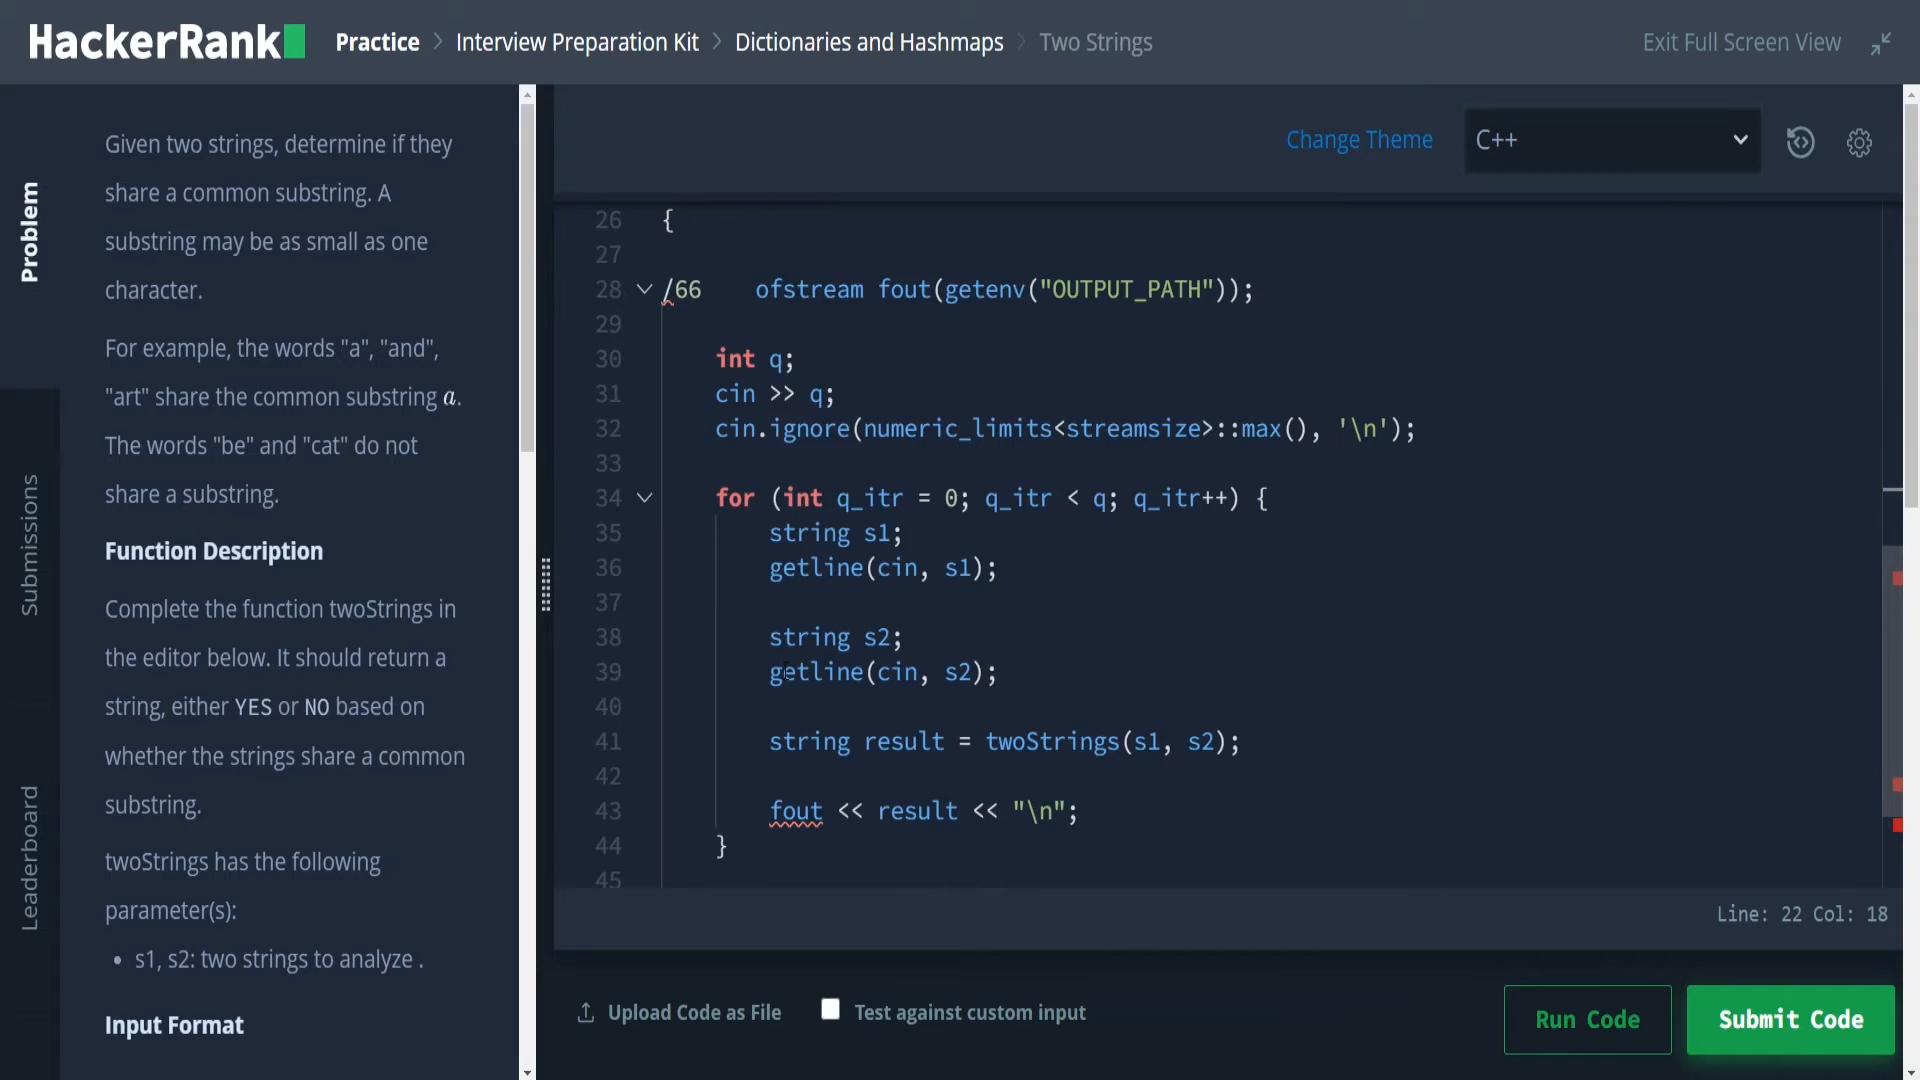 HackerRank Practice > Interview Preparation Kit > Dictionaries and Hashmaps > Two Strings Exit Full Screen View
Problem
Submissions
Leaderboard
Given two strings, determine if they
share a common substring. A
substring may be as small as one
character.
For example, the words "a", "and",
"art" share the common substring a.
The words "be" and "cat" do not
share a substring.
Function Description
Complete the function twoStrings in
the editor below. It should return a
string, either YES or NO based on
whether the strings share a common
substring.
twoStrings has the following
parameter(s):
• s1, s2: two strings to analyze .
Input Format
Change Theme C++
26 {
27
28 /66    ofstream fout(getenv("OUTPUT_PATH"));
29
30     int q;
31     cin >> q;
32     cin.ignore(numeric_limits<streamsize>::max(), '\n');
33
34     for (int q_itr = 0; q_itr < q; q_itr++) {
35         string s1;
36         getline(cin, s1);
37
38         string s2;
39         getline(cin, s2);
40
41         string result = twoStrings(s1, s2);
42
43         fout << result << "\n";
44     }
45
Line: 22 Col: 18
Upload Code as File Test against custom input Run Code Submit Code